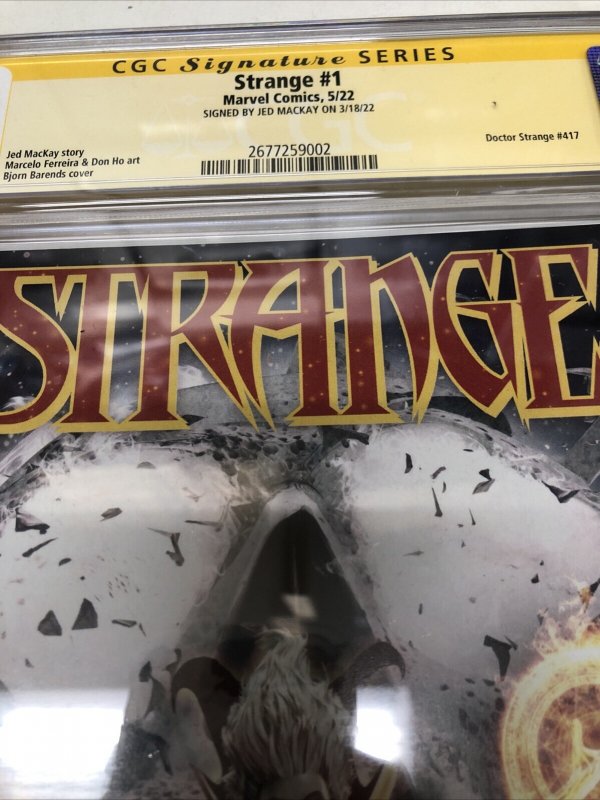 CGC Signature SERIES
Strange #1
Marvel Comics, 5/22
SIGNED BY JED MACKAY ON 3/18/22
Jed MacKay story
Marcelo Ferreira & Don Ho art
Bjorn Barends cover
2677259002
Doctor Strange #417
CGC
STRANGE